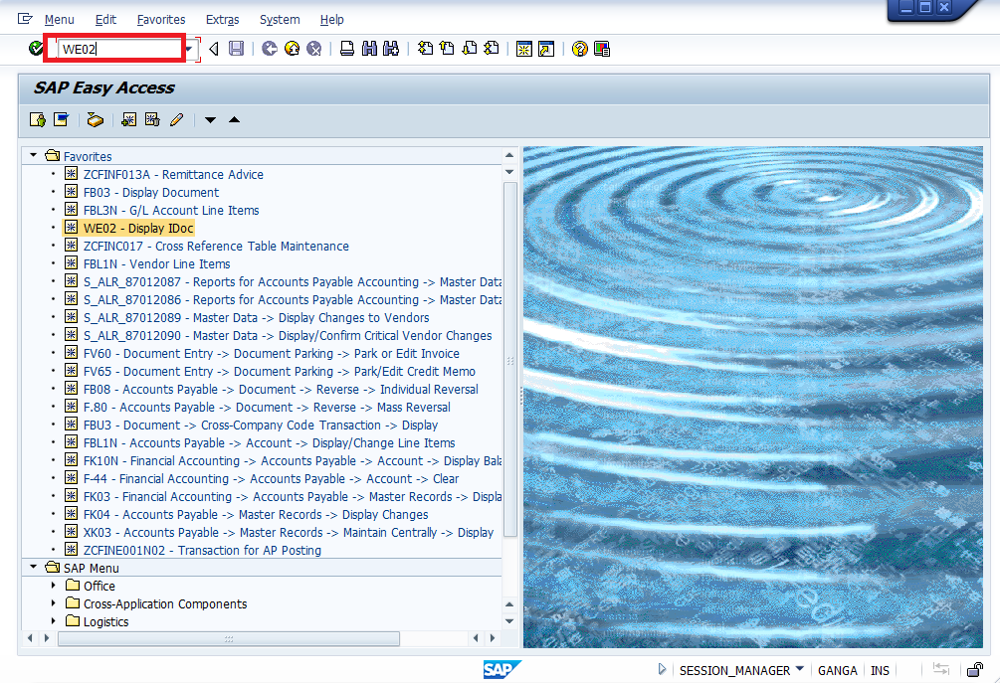 Menu Edit Favorites Extras System Help
WE02
SAP Easy Access
Favorites
ZCFINF013A - Remittance Advice
FB03 - Display Document
FBL3N - G/L Account Line Items
WE02 - Display IDoc
ZCFINC017 - Cross Reference Table Maintenance
FBL1N - Vendor Line Items
S_ALR_87012087 - Reports for Accounts Payable Accounting -> Master Data
S_ALR_87012086 - Reports for Accounts Payable Accounting -> Master Data
S_ALR_87012089 - Master Data -> Display Changes to Vendors
S_ALR_87012090 - Master Data -> Display/Confirm Critical Vendor Changes
FV60 - Document Entry -> Document Parking -> Park or Edit Invoice
FV65 - Document Entry -> Document Parking -> Park/Edit Credit Memo
FB08 - Accounts Payable -> Document -> Reverse -> Individual Reversal
F.80 - Accounts Payable -> Document -> Reverse -> Mass Reversal
FBU3 - Document -> Cross-Company Code Transaction -> Display
FBL1N - Accounts Payable -> Account -> Display/Change Line Items
FK10N - Financial Accounting -> Accounts Payable -> Account -> Display Bala
F-44 - Financial Accounting -> Accounts Payable -> Account -> Clear
FK03 - Financial Accounting -> Accounts Payable -> Master Records -> Displa
FK04 - Accounts Payable -> Master Records -> Display Changes
XK03 - Accounts Payable -> Master Records -> Maintain Centrally -> Display
ZCFINE001N02 - Transaction for AP Posting
SAP Menu
Office
Cross-Application Components
Logistics
SAP SESSION_MANAGER GANGA INS